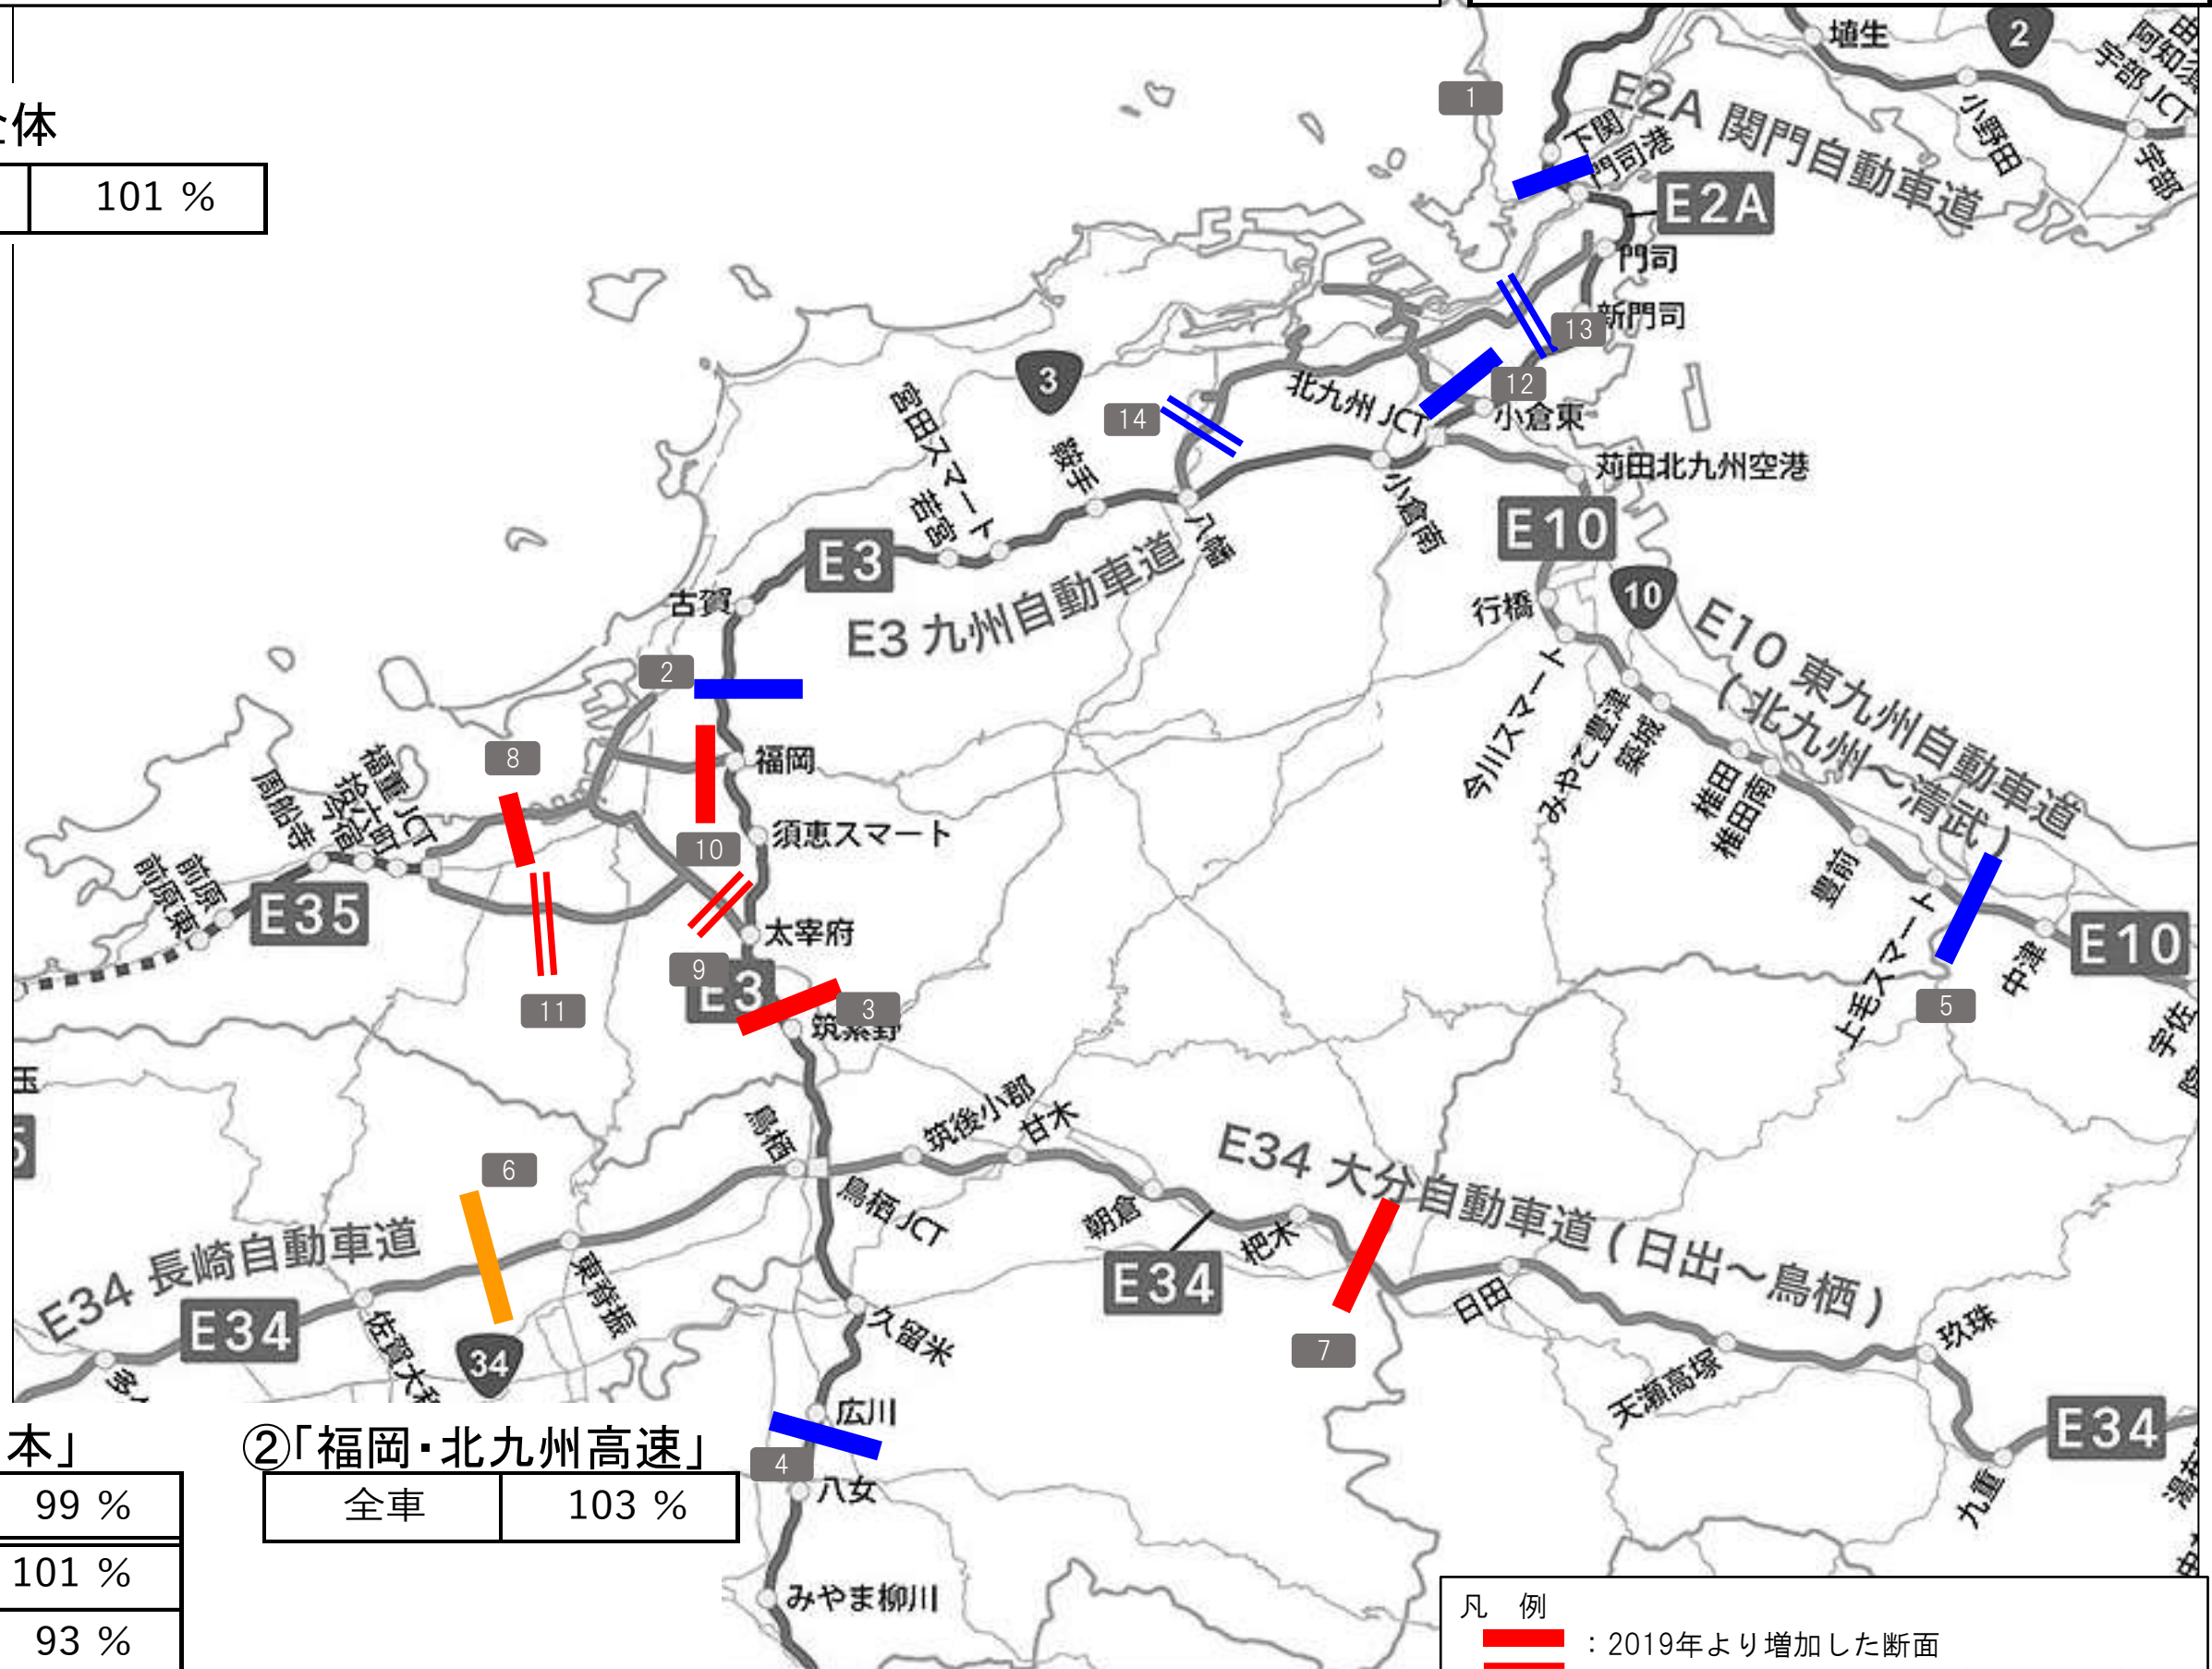 体
101 %
2
埴生
小野田
宇部 JCT
宇部
1
E2A 関門自動車道
下関
門司港
E2A
門司
新門司
13
12
小倉東
北九州 JCT
14
3
宮田スマート
若宮
鞍手
八幡
小倉南
苅田北九州空港
E10
10
行橋
今川スマート
みやこ豊津
築城
椎田
椎田南
豊前
上毛スマート
中津
宇佐
E10 東九州自動車道
(北九州～清武)
E10
5
E3
E3 九州自動車道
古賀
2
福岡
須恵スマート
10
8
福重 JCT
拾六町
今宿
周船寺
前原
前原東
E35
11
太宰府
9
E3
3
筑紫野
鳥栖
鳥栖 JCT
筑後小郡
甘木
朝倉
杷木
E34
E34 大分自動車道 ( 日出～鳥栖 )
7
日田
天瀬高塚
玖珠
九重
E34
6
E34 長崎自動車道
E34
佐賀大和
東脊振
34
久留米
広川
4
八女
みやま柳川
本」
99 %
101 %
93 %
②「福岡・北九州高速」
全車 103 %
凡 例
：2019年より増加した断面